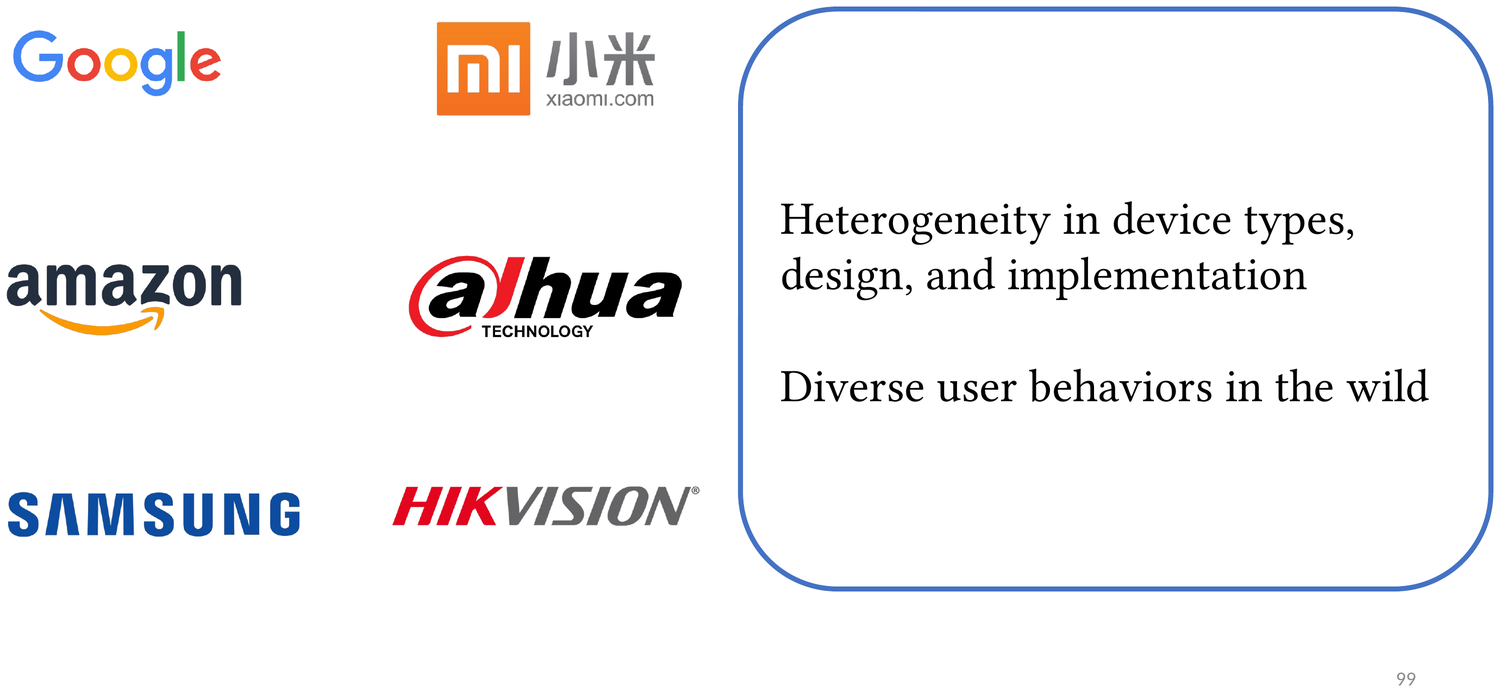 Google
小米
xiaomi.com
amazon
alhua
TECHNOLOGY
SAMSUNG
HIKVISION®
Heterogeneity in device types,
design, and implementation
Diverse user behaviors in the wild
99